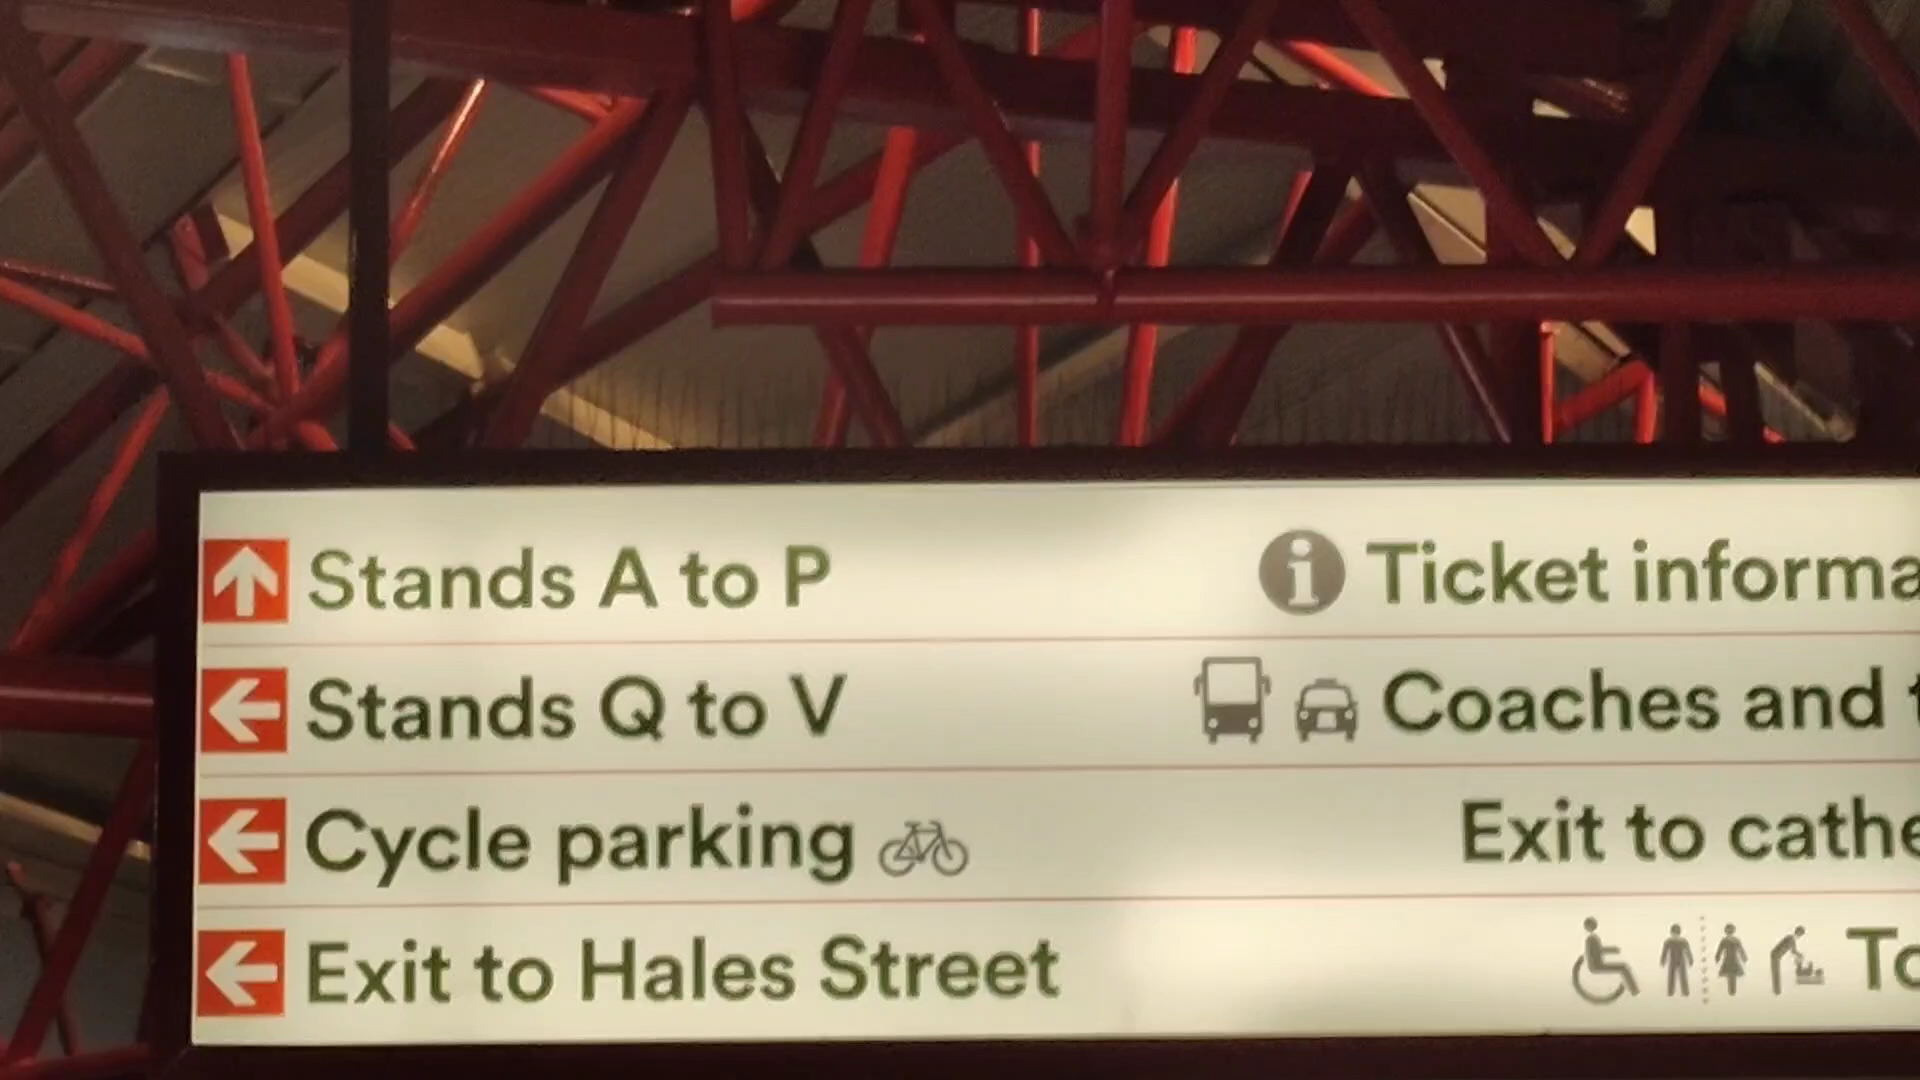 Stands A to P
Ticket informa
Stands Q to V
Coaches and t
Cycle parking
Exit to cathe
Exit to Hales Street
To